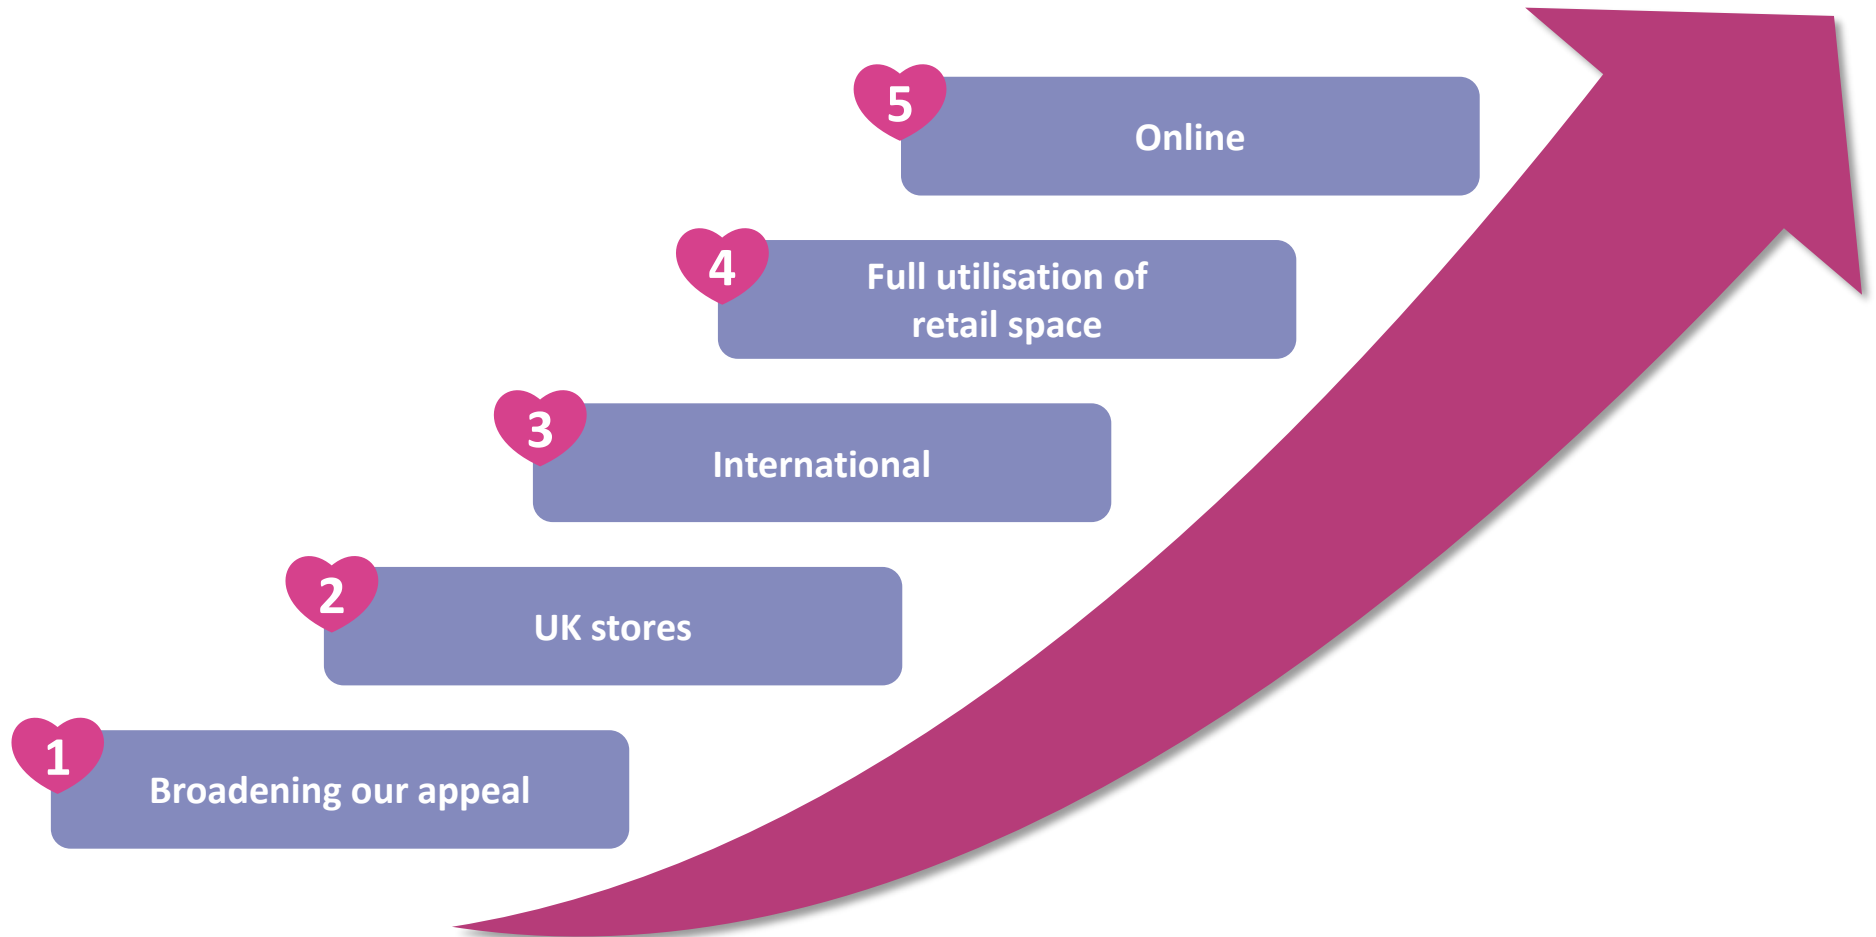 5
Online
4
Full utilisation of
retail space
3
International
2
UK stores
1
Broadening our appeal